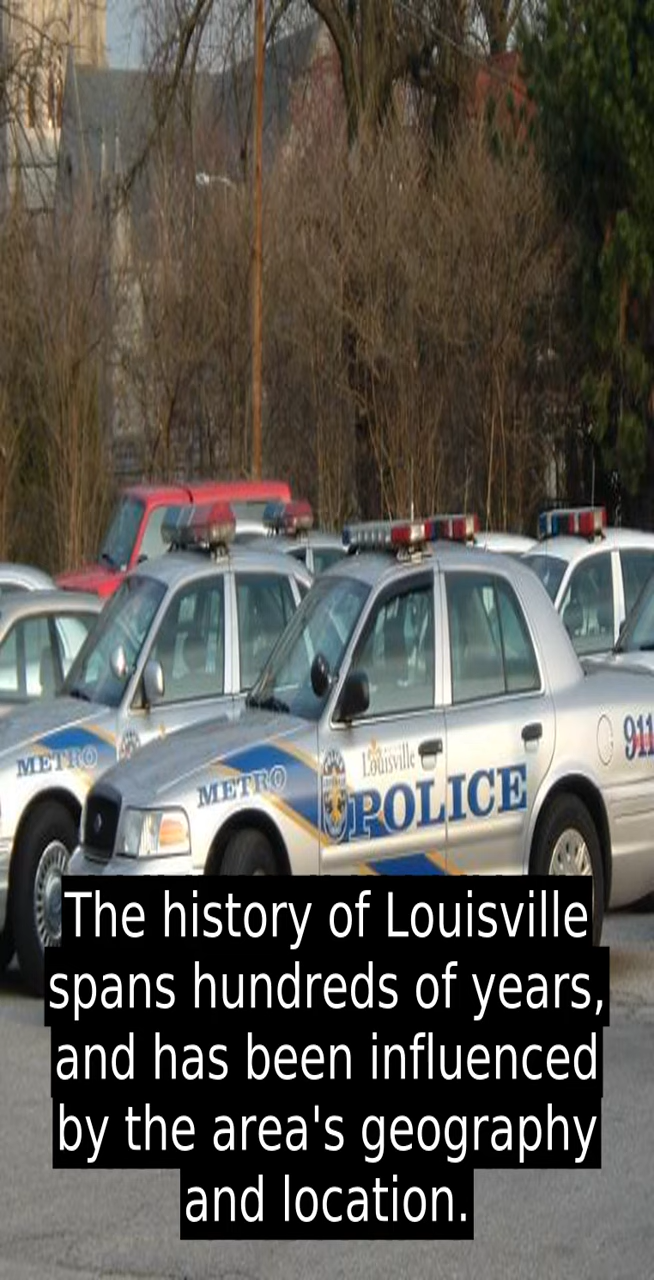 METRO
METRO
Louisville
POLICE
911
The history of Louisville
spans hundreds of years,
and has been influenced
by the area's geography
and location.